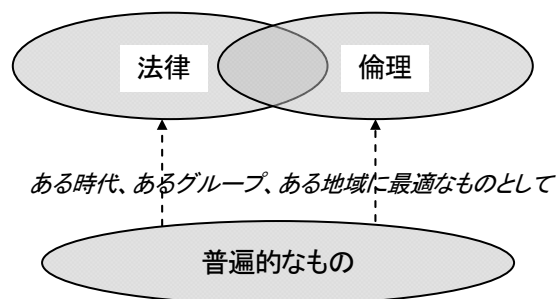 法律 倫理
ある時代、あるグループ、ある地域に最適なものとして
普遍的なもの